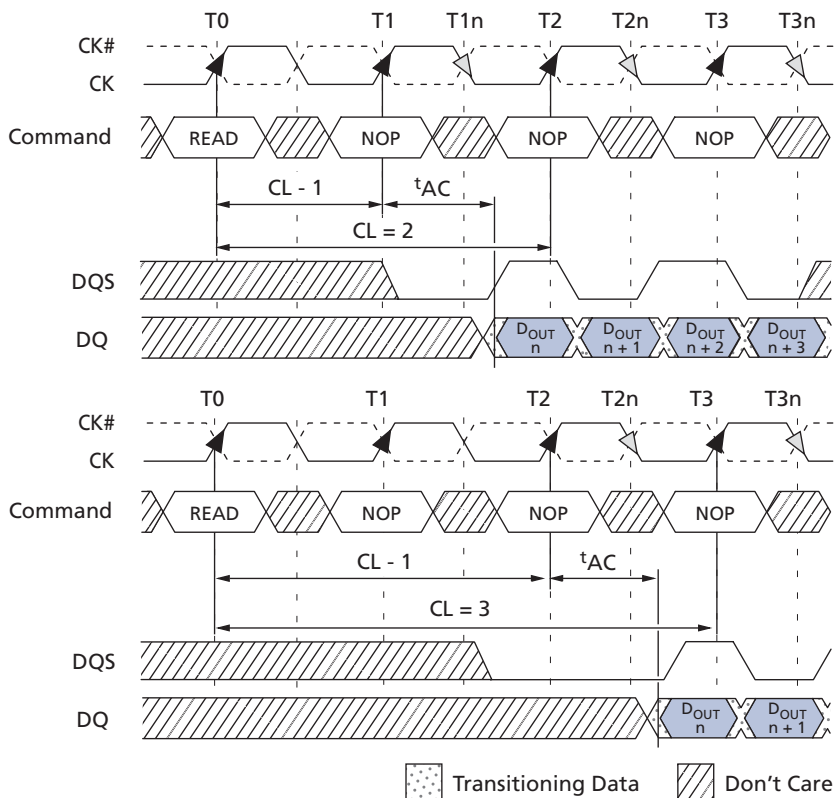 T0 T1 T1n T2 T2n T3 T3n
CK#
CK
Command READ NOP NOP NOP
CL - 1 tAC
CL = 2
DQS
DQ DOUT n DOUT n + 1 DOUT n + 2 DOUT n + 3
T0 T1 T2 T2n T3 T3n
CK#
CK
Command READ NOP NOP NOP
CL - 1 tAC
CL = 3
DQS
DQ DOUT n DOUT n + 1
Transitioning Data Don't Care